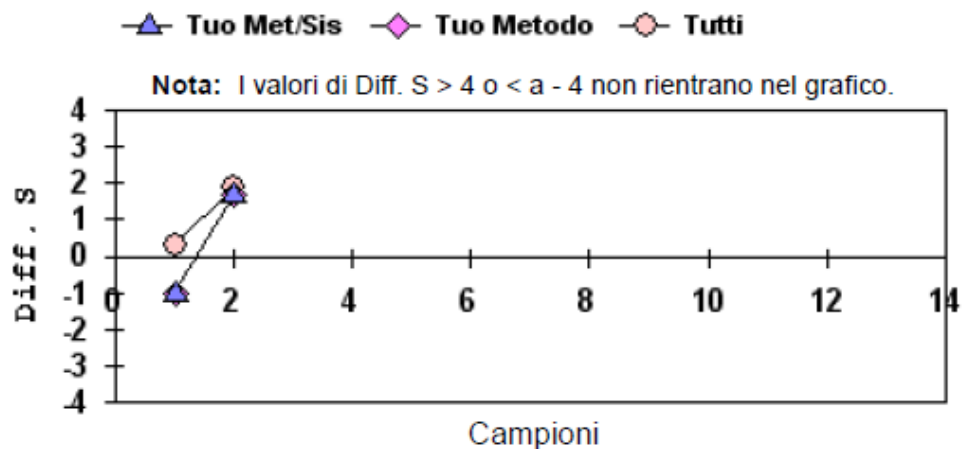 Tuo Met/Sis Tuo Metodo Tutti
Nota: I valori di Diff. S > 4 o < a - 4 non rientrano nel grafico.
4
3
2
1
0
-1
-2
-3
-4
Diff. S
0 2 4 6 8 10 12 14
Campioni